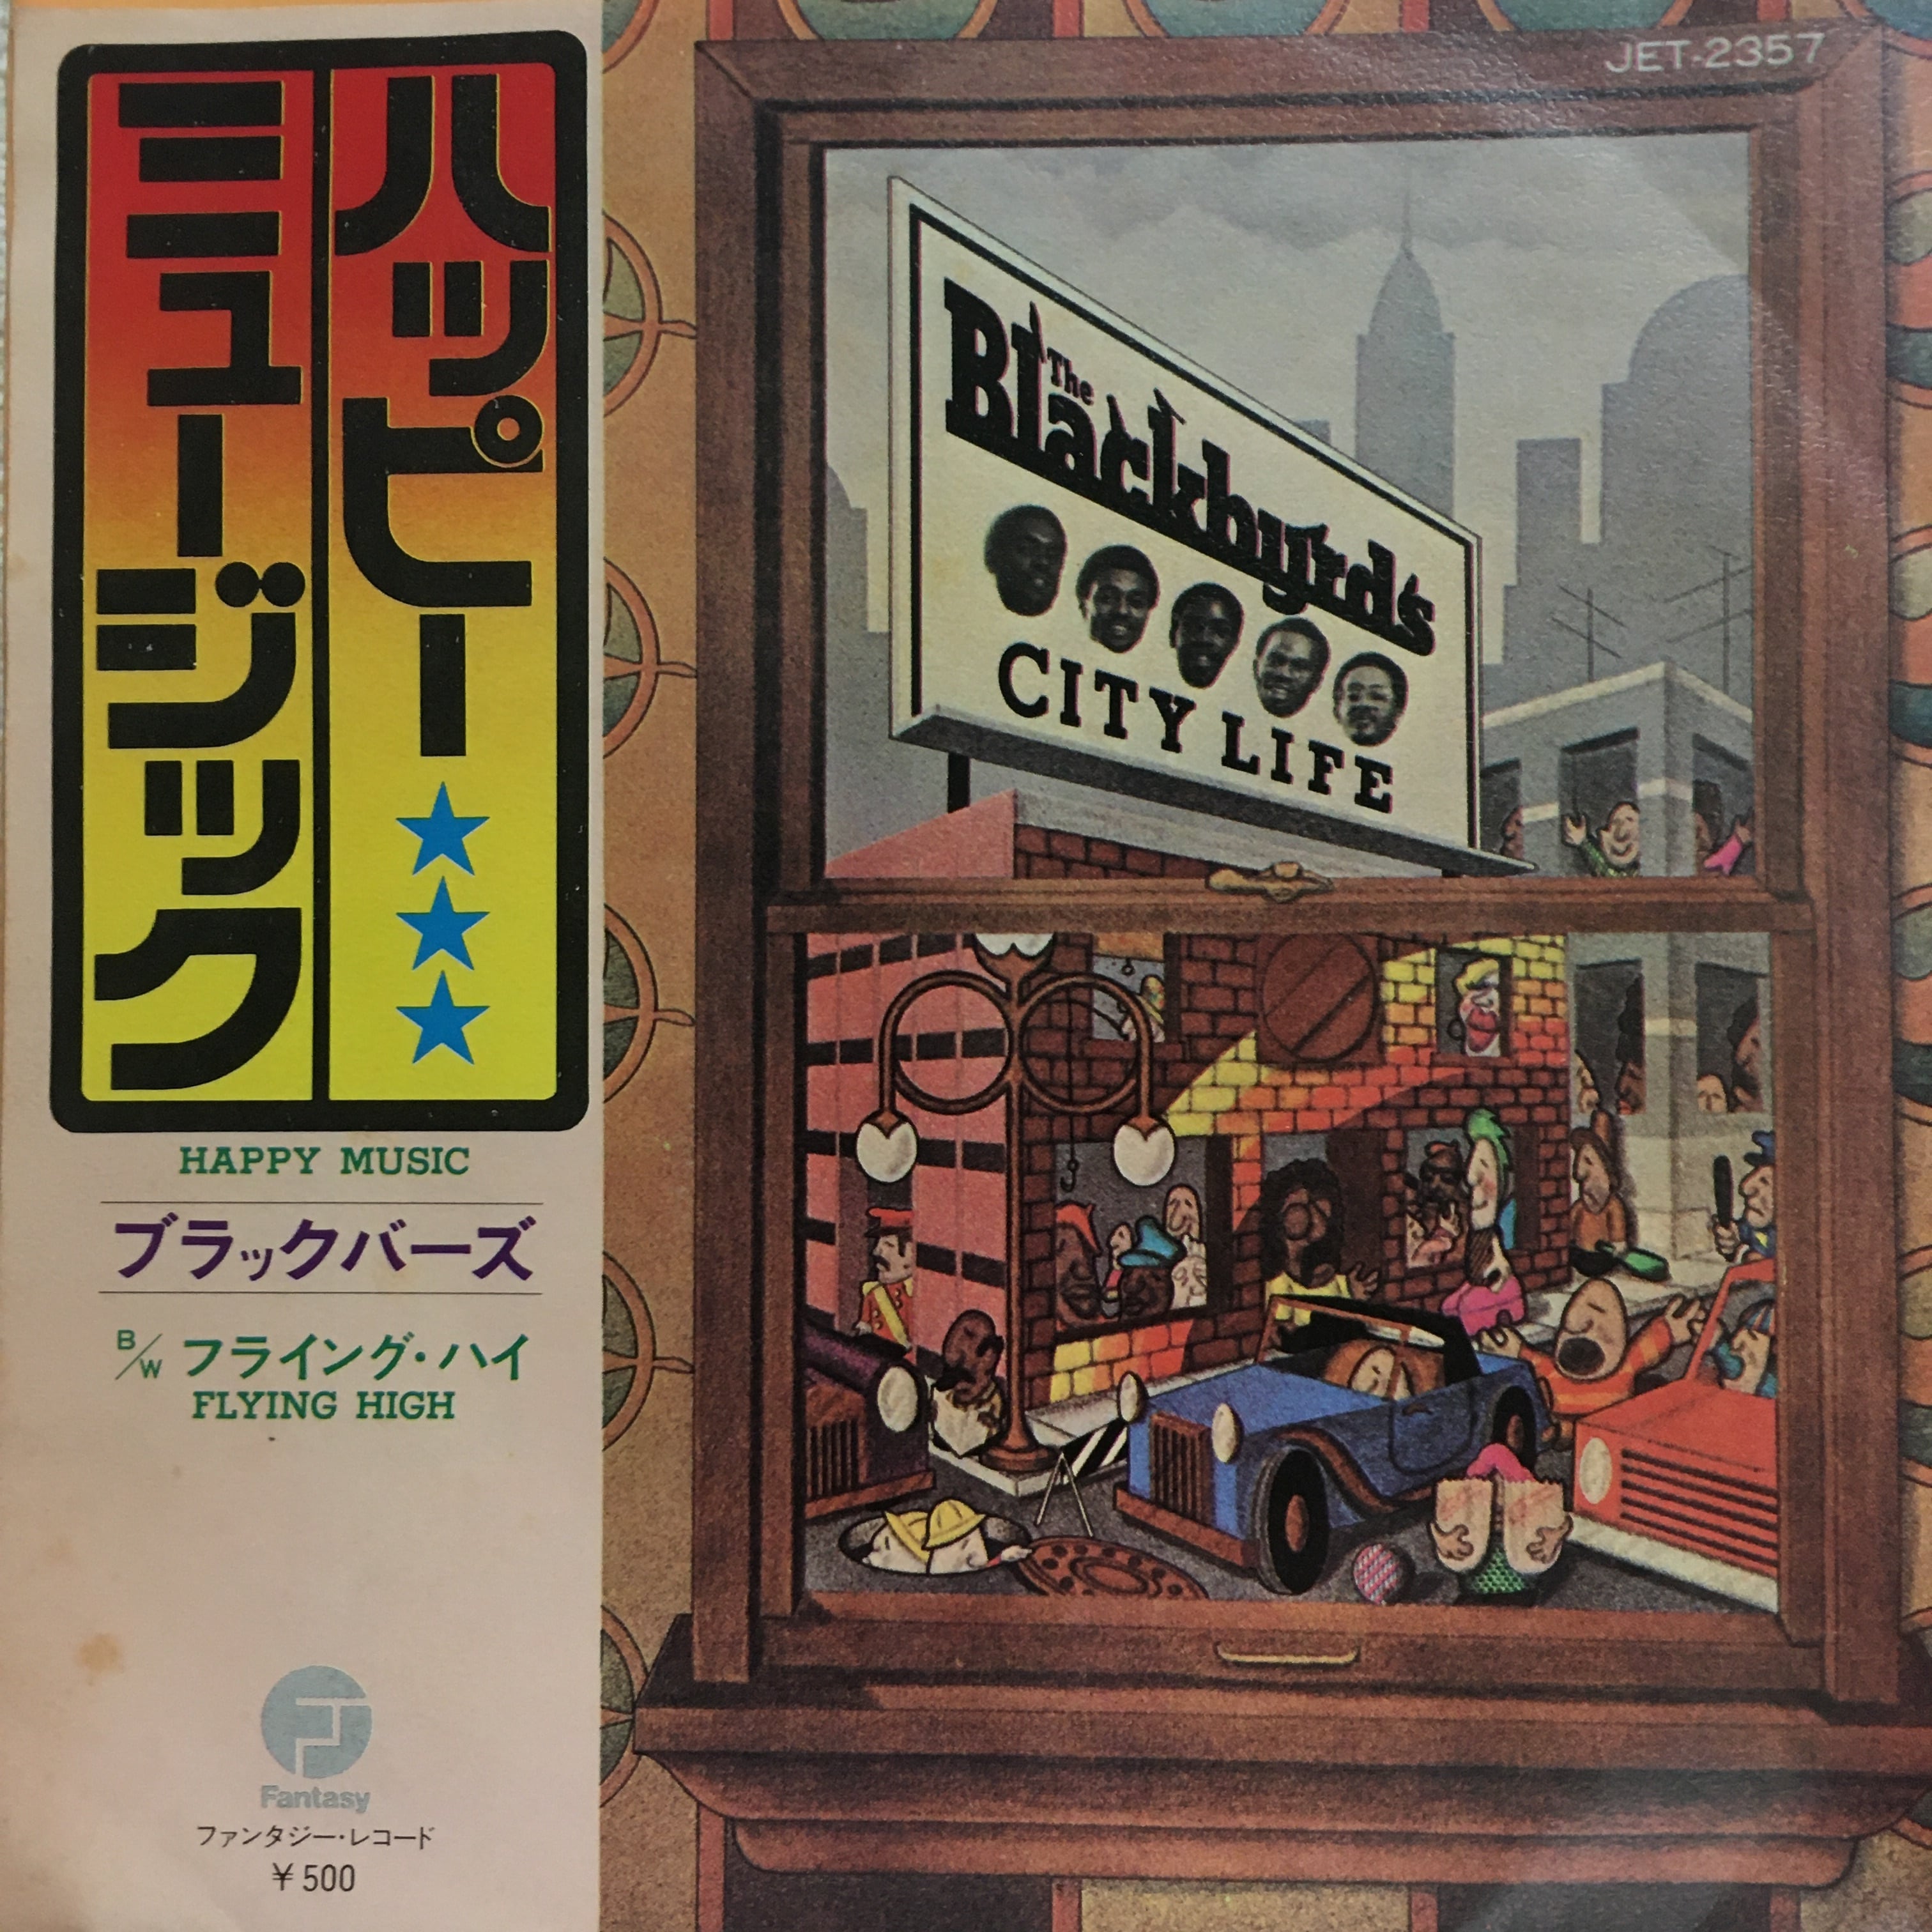 ハッピー★★★
ミュージック
HAPPY MUSIC
ブラックバーズ
B/W フライング・ハイ
FLYING HIGH
Fantasy
ファンタジー・レコード
¥500
JET-2357
The
Blackbyrds
CITY LIFE